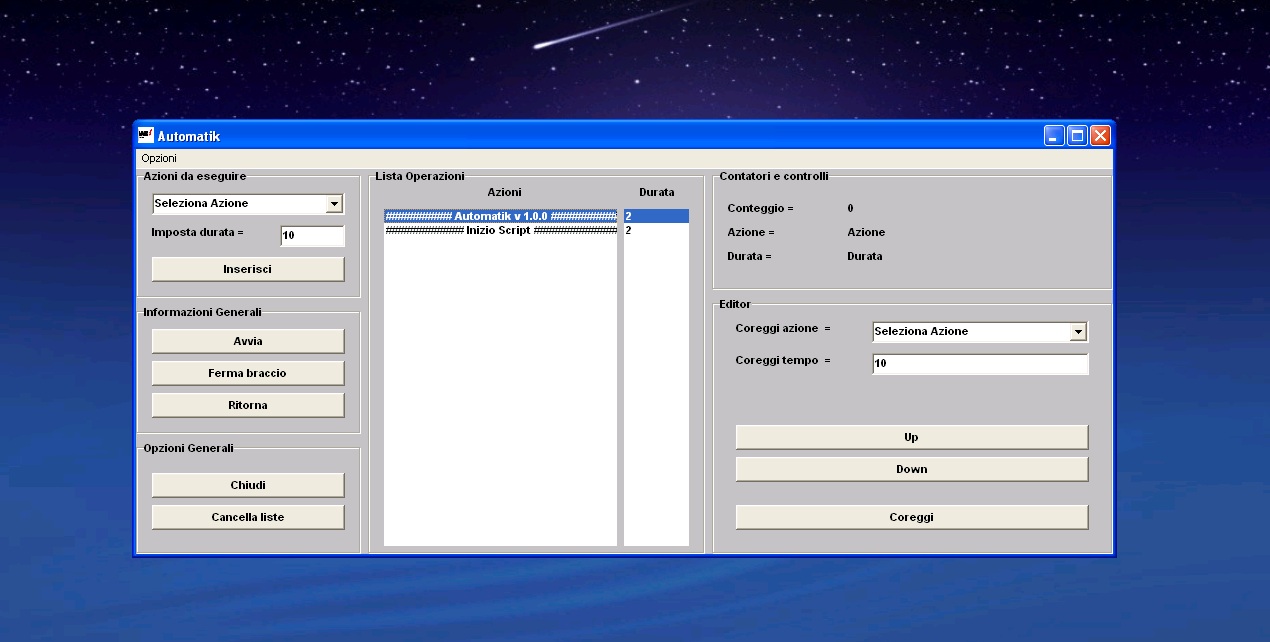 Automatik
Opzioni
Azioni da eseguire
Seleziona Azione
Imposta durata = 10
Inserisci
Informazioni Generali
Avvia
Ferma braccio
Ritorna
Opzioni Generali
Chiudi
Cancella liste
Lista Operazioni
Azioni Durata
########### Automatik v 1.0.0 ########### 2
############# Inizio Script ############## 2
Contatori e controlli
Conteggio = 0
Azione = Azione
Durata = Durata
Editor
Coreggi azione = Seleziona Azione
Coreggi tempo = 10
Up
Down
Coreggi